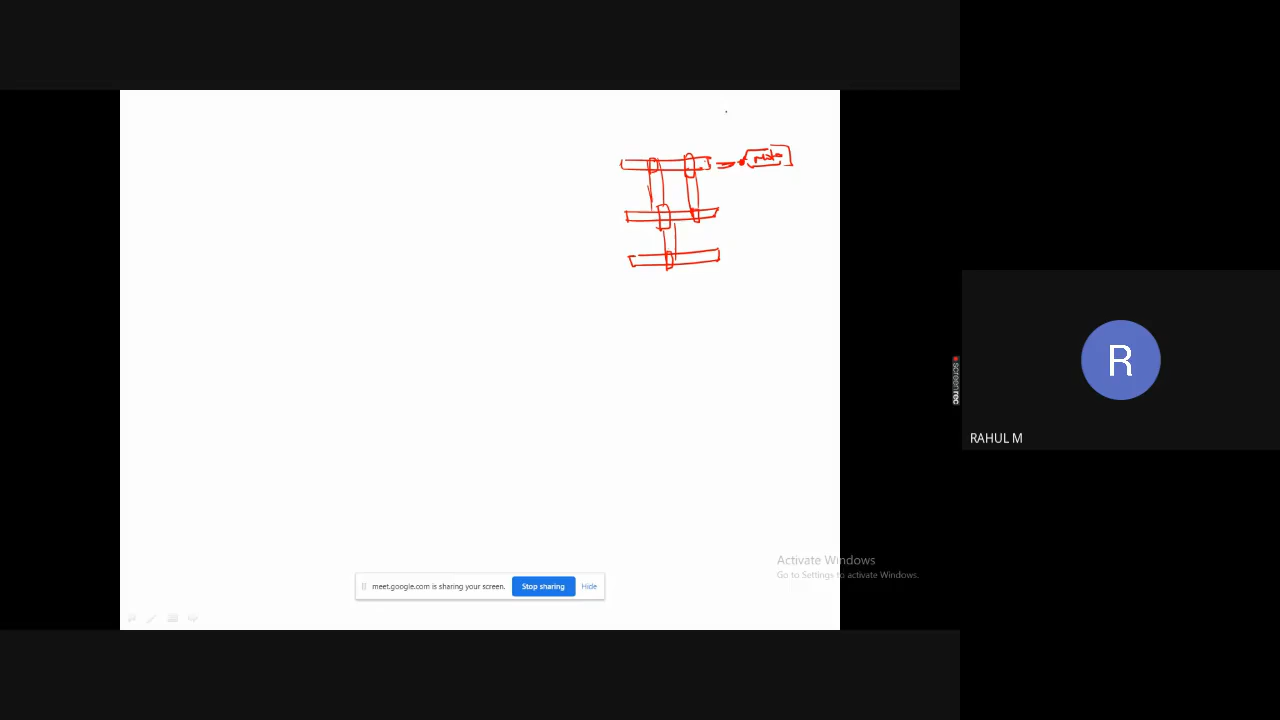 R
RAHUL M
screenrec
Activate Windows
Go to Settings to activate Windows.
meet.google.com is sharing your screen. Stop sharing Hide